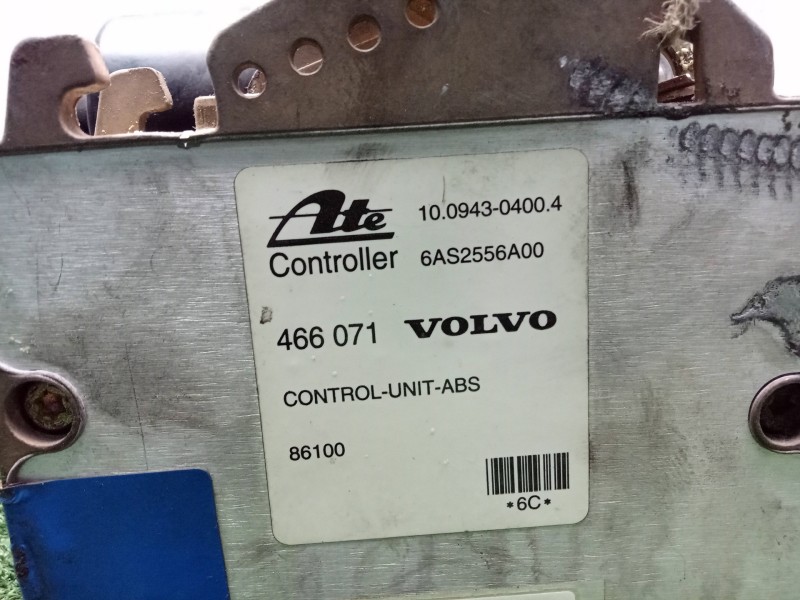 Ate 10.0943-0400.4
Controller 6AS2556A00
466 071 VOLVO
CONTROL-UNIT-ABS
86100
*6C*